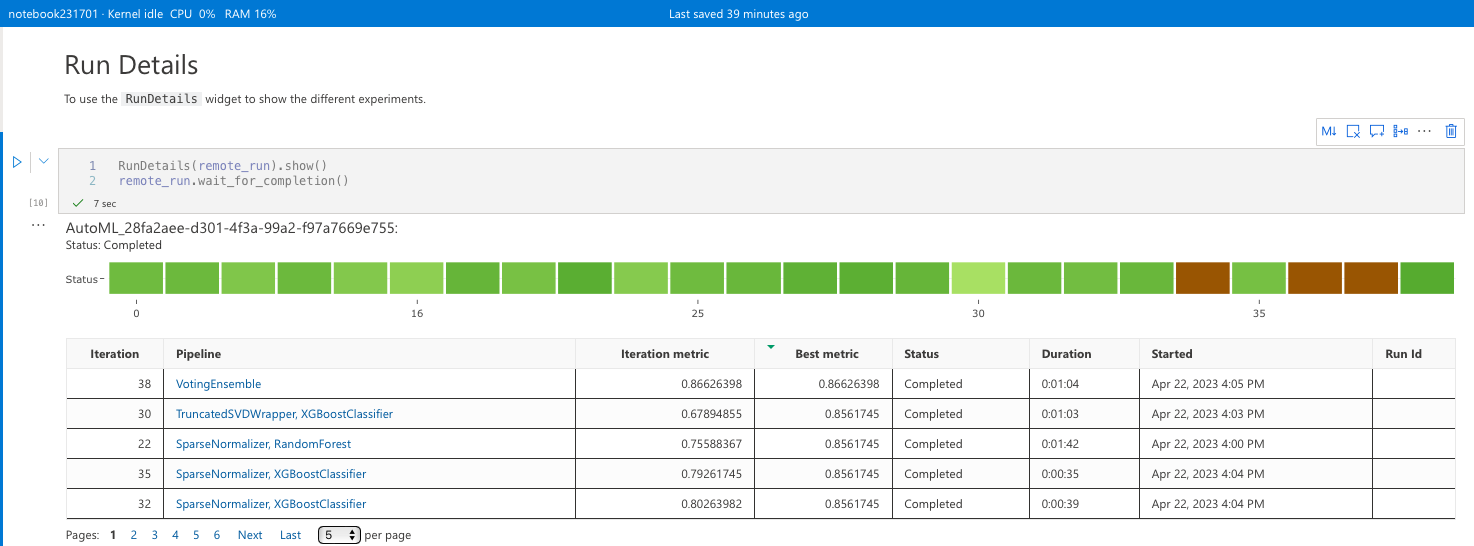 notebook231701 · Kernel idle CPU 0% RAM 16% Last saved 39 minutes ago
Run Details
To use the RunDetails widget to show the different experiments.
M↓
1 RunDetails(remote_run).show()
2 remote_run.wait_for_completion()
[10] 7 sec
AutoML_28fa2aee-d301-4f3a-99a2-f97a7669e755:
Status: Completed
Status
0 16 25 30 35
Iteration Pipeline Iteration metric Best metric Status Duration Started Run Id
38 VotingEnsemble 0.86626398 0.86626398 Completed 0:01:04 Apr 22, 2023 4:05 PM
30 TruncatedSVDWrapper, XGBoostClassifier 0.67894855 0.8561745 Completed 0:01:03 Apr 22, 2023 4:03 PM
22 SparseNormalizer, RandomForest 0.75588367 0.8561745 Completed 0:01:42 Apr 22, 2023 4:00 PM
35 SparseNormalizer, XGBoostClassifier 0.79261745 0.8561745 Completed 0:00:35 Apr 22, 2023 4:04 PM
32 SparseNormalizer, XGBoostClassifier 0.80263982 0.8561745 Completed 0:00:39 Apr 22, 2023 4:04 PM
Pages: 1 2 3 4 5 6 Next Last 5 per page